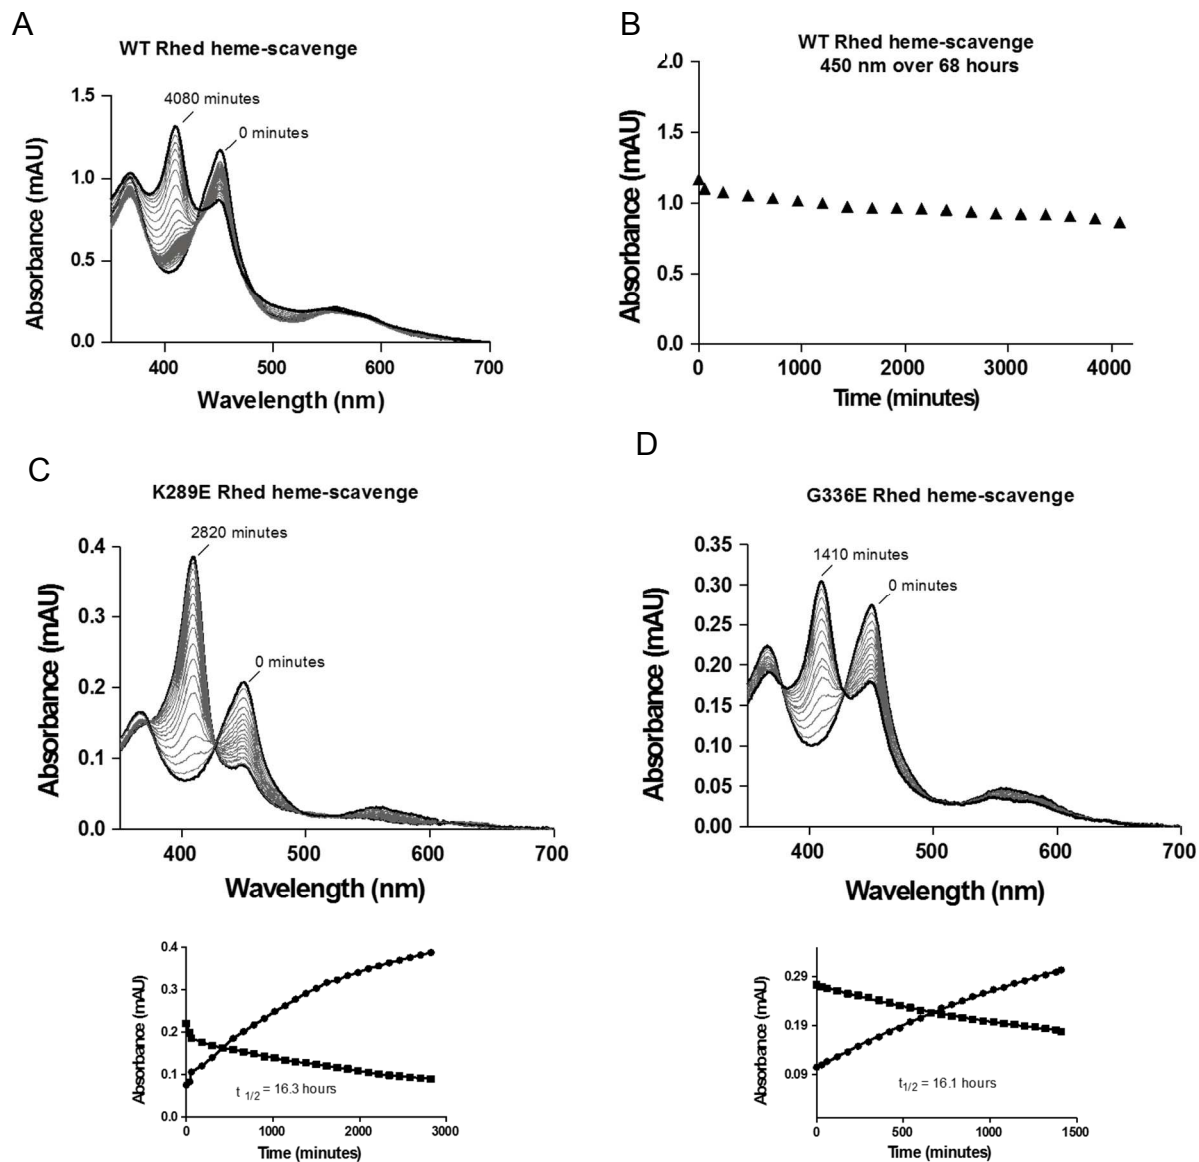 A
WT Rhed heme-scavenge
1.5
1.0
0.5
0.0
Absorbance (mAU)
4080 minutes
0 minutes
400
500
600
700
Wavelength (nm)
B
WT Rhed heme-scavenge
450 nm over 68 hours
2.0
1.5
1.0
0.5
0.0
Absorbance (mAU)
0
1000
2000
3000
4000
Time (minutes)
C
K289E Rhed heme-scavenge
0.4
0.3
0.2
0.1
0.0
Absorbance (mAU)
2820 minutes
0 minutes
400
500
600
700
Wavelength (nm)
0.4
0.3
0.2
0.1
0.0
Absorbance (mAU)
t 1/2 = 16.3 hours
0
1000
2000
3000
Time (minutes)
D
G336E Rhed heme-scavenge
0.35
0.30
0.25
0.20
0.15
0.10
0.05
0.00
Absorbance (mAU)
1410 minutes
0 minutes
400
500
600
700
Wavelength (nm)
0.29
0.19
0.09
Absorbance (mAU)
t1/2 = 16.1 hours
0
500
1000
1500
Time (minutes)